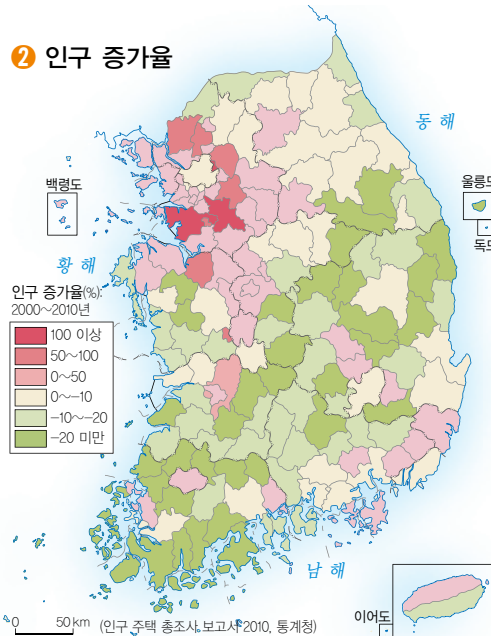 2 인구 증가율
동해
백령도
울릉도
독도
황해
인구 증가율(%):
2000~2010년
100 이상
50~100
0~50
0~-10
-10~-20
-20 미만
남해
이어도
0 50 km (인구 주택 총조사 보고서 2010, 통계청)